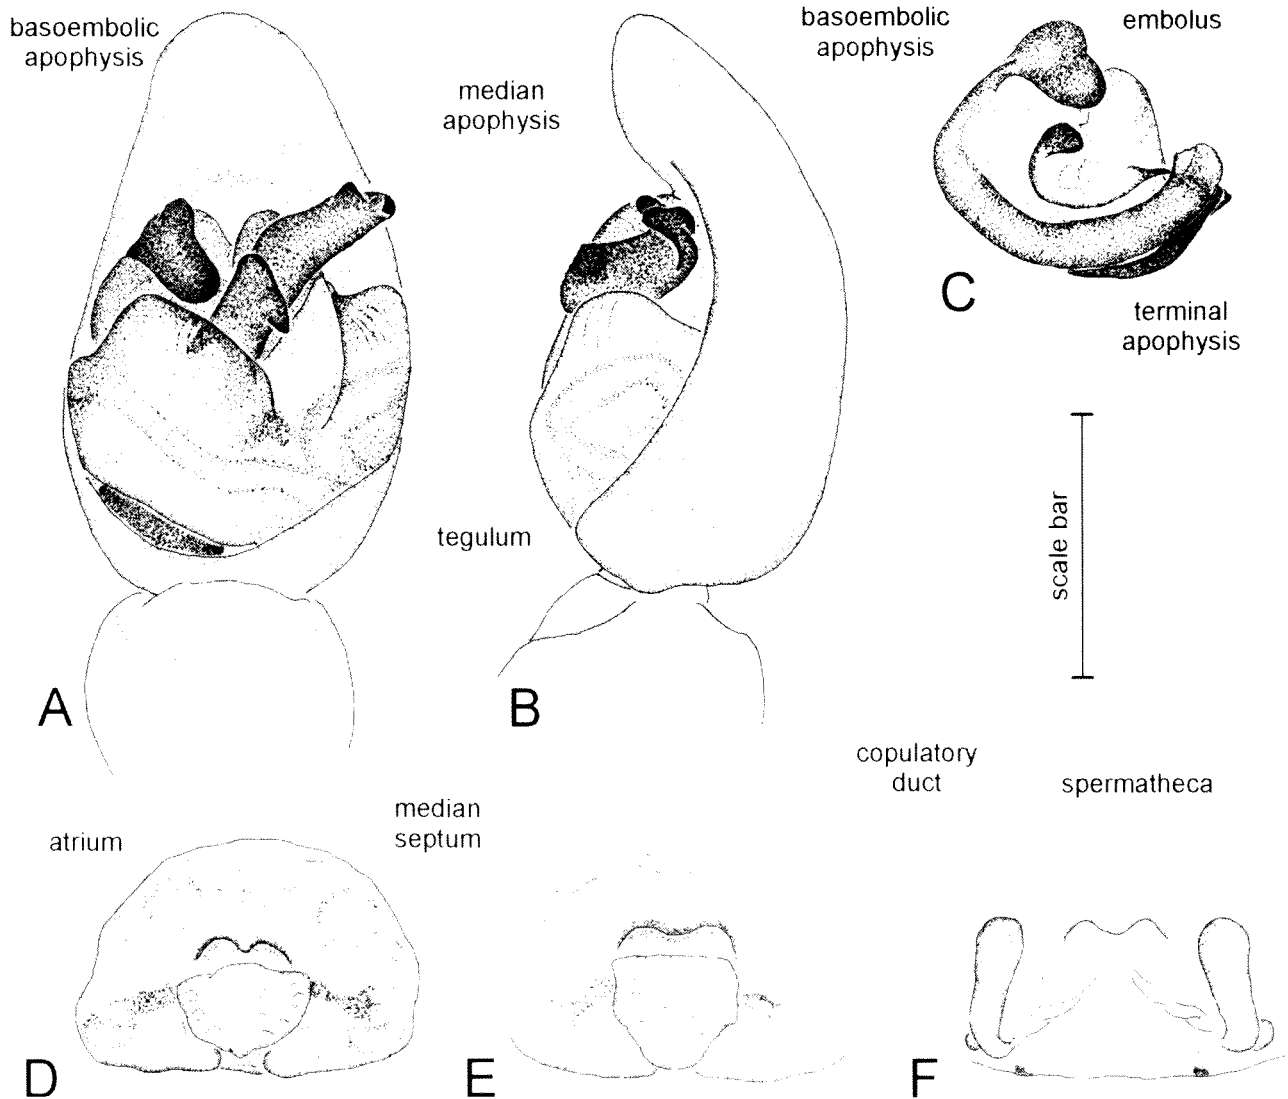 basoembolic
apophysis
median
apophysis
basoembolic
apophysis
embolus
C
terminal
apophysis
scale bar
tegulum
A
B
copulatory
duct
spermatheca
atrium
median
septum
D
E
F